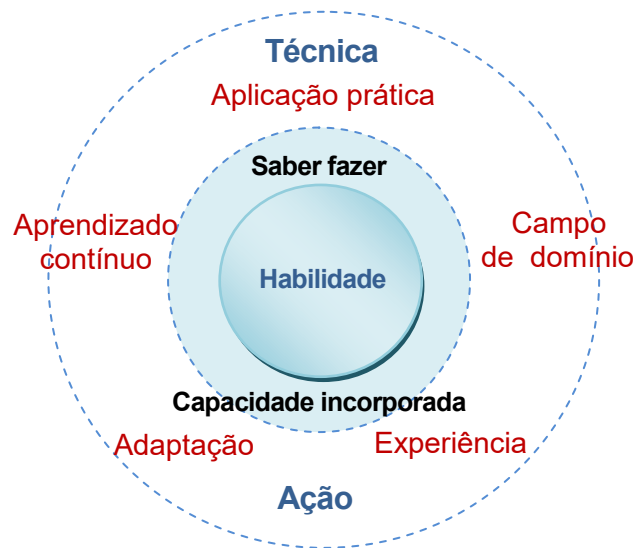 Técnica
Aplicação prática
Saber fazer
Aprendizado
contínuo
Campo
de domínio
Habilidade
Capacidade incorporada
Adaptação
Experiência
Ação